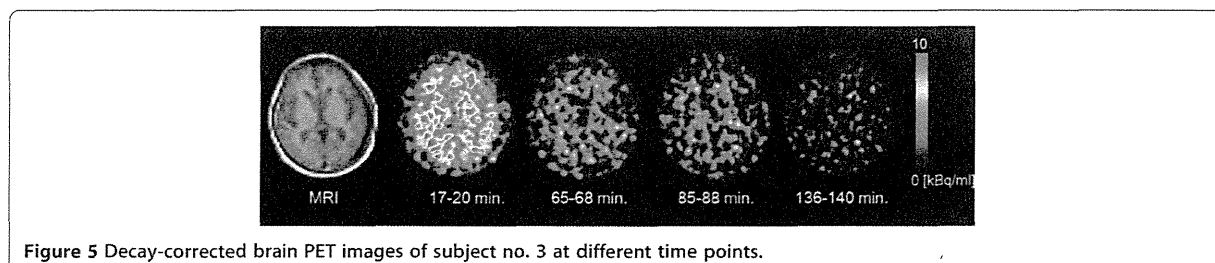 10
0 [kBq/ml]
MRI 17-20 min. 65-68 min. 85-88 min. 136-140 min.
Figure 5 Decay-corrected brain PET images of subject no. 3 at different time points.